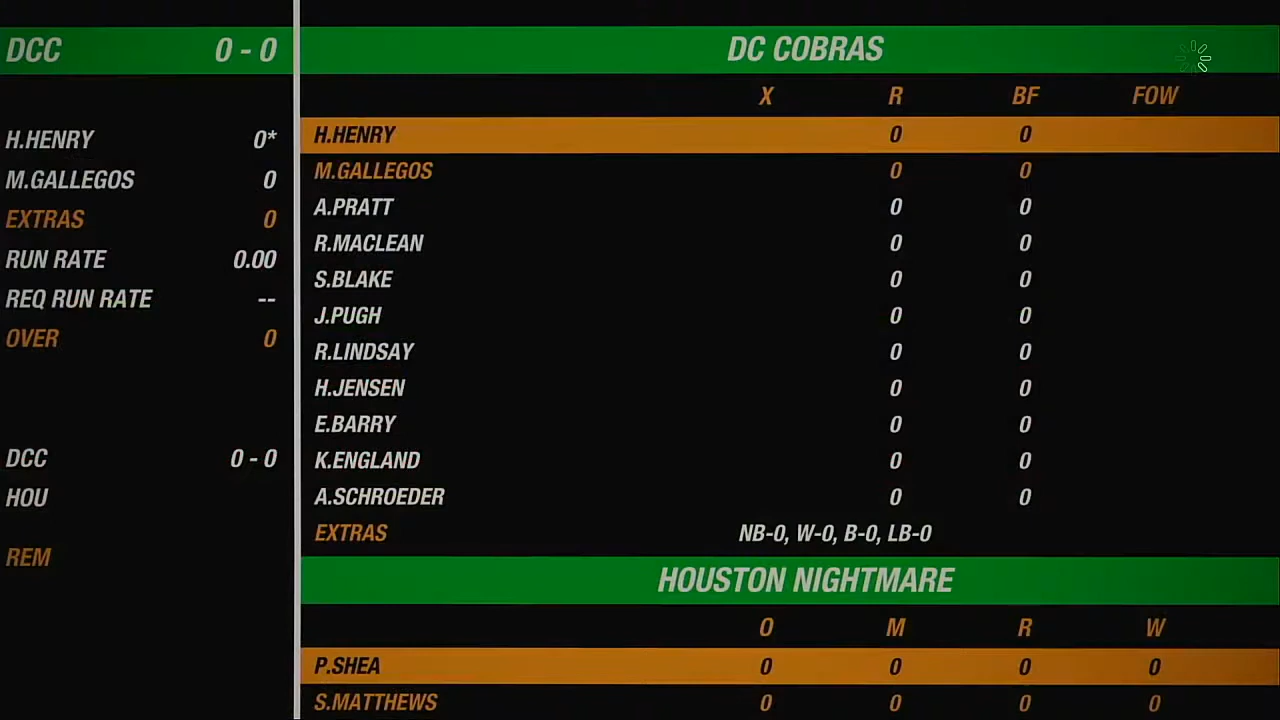 DCC 0 - 0
H.HENRY 0*
M.GALLEGOS 0
EXTRAS 0
RUN RATE 0.00
REQ RUN RATE --
OVER 0
DCC 0 - 0
HOU
REM
DC COBRAS
X R BF FOW
H.HENRY 0 0
M.GALLEGOS 0 0
A.PRATT 0 0
R.MACLEAN 0 0
S.BLAKE 0 0
J.PUGH 0 0
R.LINDSAY 0 0
H.JENSEN 0 0
E.BARRY 0 0
K.ENGLAND 0 0
A.SCHROEDER 0 0
EXTRAS NB-0, W-0, B-0, LB-0
HOUSTON NIGHTMARE
O M R W
P.SHEA 0 0 0 0
S.MATTHEWS 0 0 0 0